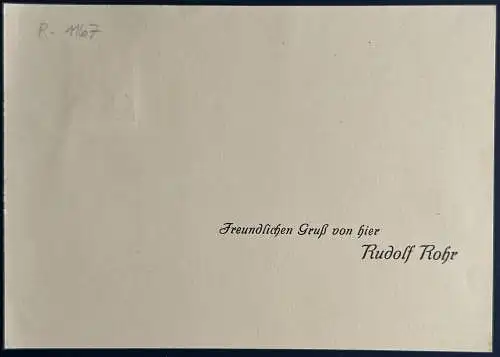 R. 1167
Freundlichen Gruß von hier
Rudolf Rohr